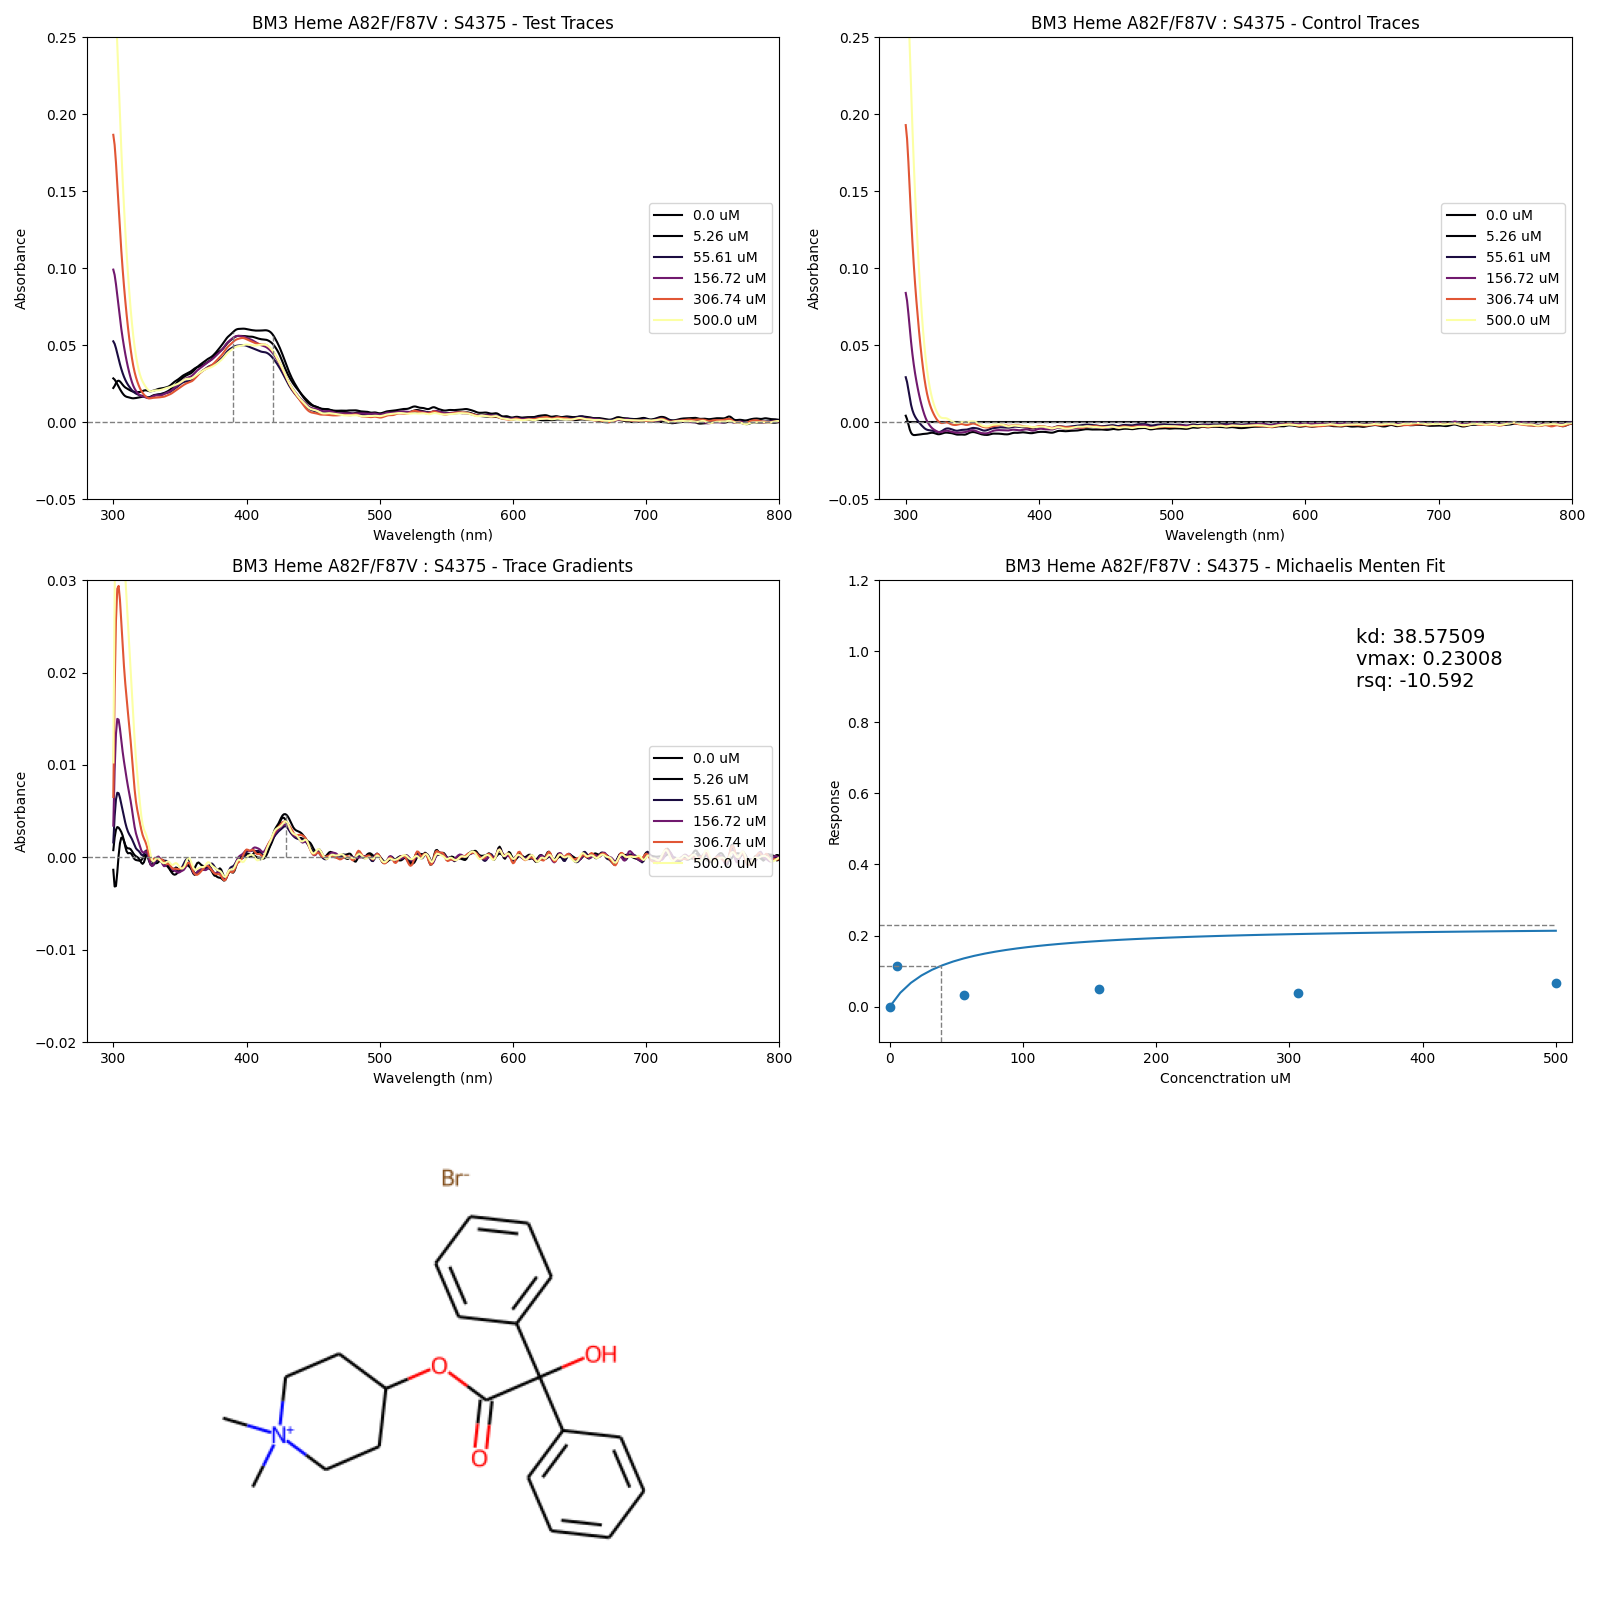 BM3 Heme A82F/F87V : S4375 - Test Traces
0.25
0.20
0.15
0.10
0.05
0.00
−0.05
Absorbance
300
400
500
600
700
800
Wavelength (nm)
0.0 uM
5.26 uM
55.61 uM
156.72 uM
306.74 uM
500.0 uM
BM3 Heme A82F/F87V : S4375 - Control Traces
0.25
0.20
0.15
0.10
0.05
0.00
−0.05
Absorbance
300
400
500
600
700
800
Wavelength (nm)
0.0 uM
5.26 uM
55.61 uM
156.72 uM
306.74 uM
500.0 uM
BM3 Heme A82F/F87V : S4375 - Trace Gradients
0.03
0.02
0.01
0.00
−0.01
−0.02
Absorbance
300
400
500
600
700
800
Wavelength (nm)
0.0 uM
5.26 uM
55.61 uM
156.72 uM
306.74 uM
500.0 uM
BM3 Heme A82F/F87V : S4375 - Michaelis Menten Fit
1.2
1.0
0.8
0.6
0.4
0.2
0.0
Response
kd: 38.57509
vmax: 0.23008
rsq: -10.592
0
100
200
300
400
500
Concenctration uM
Br⁻
OH
O
N⁺
O